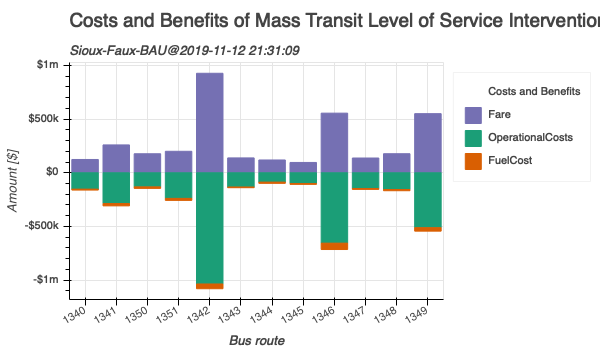 Costs and Benefits of Mass Transit Level of Service Intervention
Sioux-Faux-BAU@2019-11-12 21:31:09
Amount [$]
$1m
$500k
$0
-$500k
-$1m
Costs and Benefits
Fare
OperationalCosts
FuelCost
1340
1341
1350
1351
1342
1343
1344
1345
1346
1347
1348
1349
Bus route